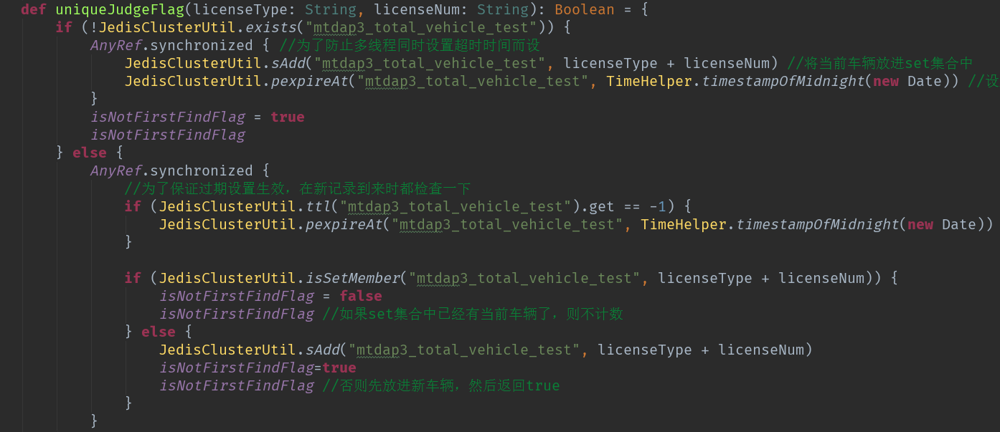 def uniqueJudgeFlag(licenseType: String, licenseNum: String): Boolean = {
if (!JedisClusterUtil.exists("mtdap3_total_vehicle_test")) {
AnyRef.synchronized { //为了防止多线程同时设置超时时间而设
JedisClusterUtil.sAdd("mtdap3_total_vehicle_test", licenseType + licenseNum) //将当前车辆放进set集合中
JedisClusterUtil.pexpireAt("mtdap3_total_vehicle_test", TimeHelper.timestampOfMidnight(new Date)) //设
}
isNotFirstFindFlag = true
isNotFirstFindFlag
} else {
AnyRef.synchronized {
//为了保证过期设置生效，在新记录到来时都检查一下
if (JedisClusterUtil.ttl("mtdap3_total_vehicle_test").get == -1) {
JedisClusterUtil.pexpireAt("mtdap3_total_vehicle_test", TimeHelper.timestampOfMidnight(new Date))
}
if (JedisClusterUtil.isSetMember("mtdap3_total_vehicle_test", licenseType + licenseNum)) {
isNotFirstFindFlag = false
isNotFirstFindFlag //如果set集合中已经有当前车辆了，则不计数
} else {
JedisClusterUtil.sAdd("mtdap3_total_vehicle_test", licenseType + licenseNum)
isNotFirstFindFlag=true
isNotFirstFindFlag //否则先放进新车辆，然后返回true
}
}